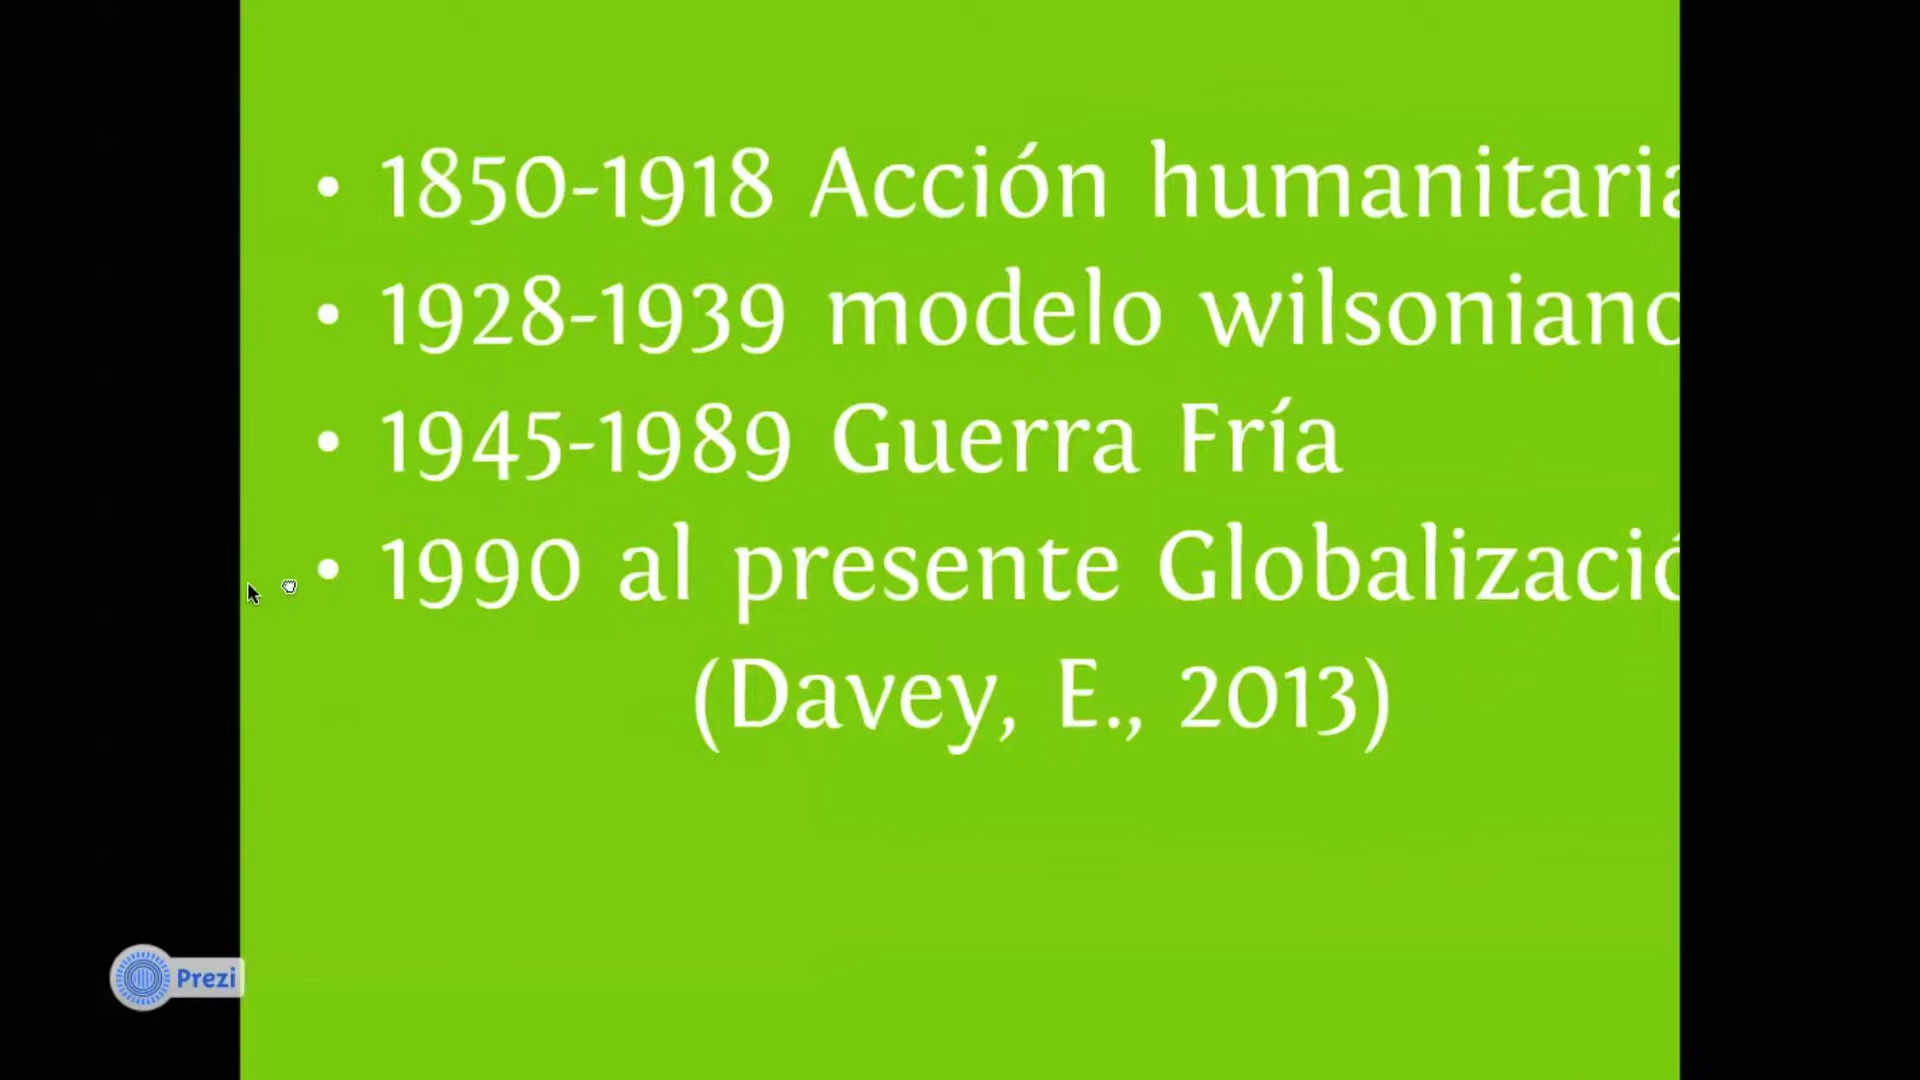 • 1850-1918 Acción humanitaria
• 1928-1939 modelo wilsoniano
• 1945-1989 Guerra Fría
• 1990 al presente Globalizació
(Davey, E., 2013)
Prezi